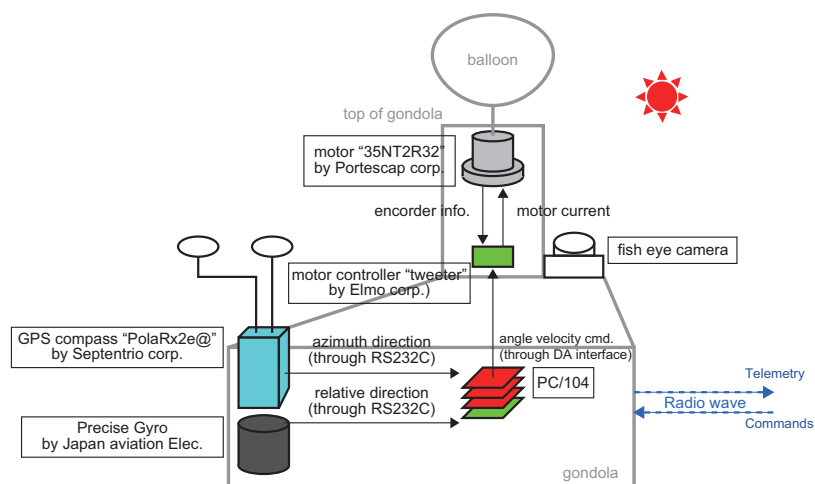 balloon
top of gondola
motor “35NT2R32”
by Portescap corp.
encorder info.
motor current
fish eye camera
motor controller “tweeter”
by Elmo corp.)
GPS compass “PolaRx2e@”
by Septentrio corp.
azimuth direction
(through RS232C)
angle velocity cmd.
(through DA interface)
relative direction
(through RS232C)
PC/104
Telemetry
Radio wave
Commands
Precise Gyro
by Japan aviation Elec.
gondola